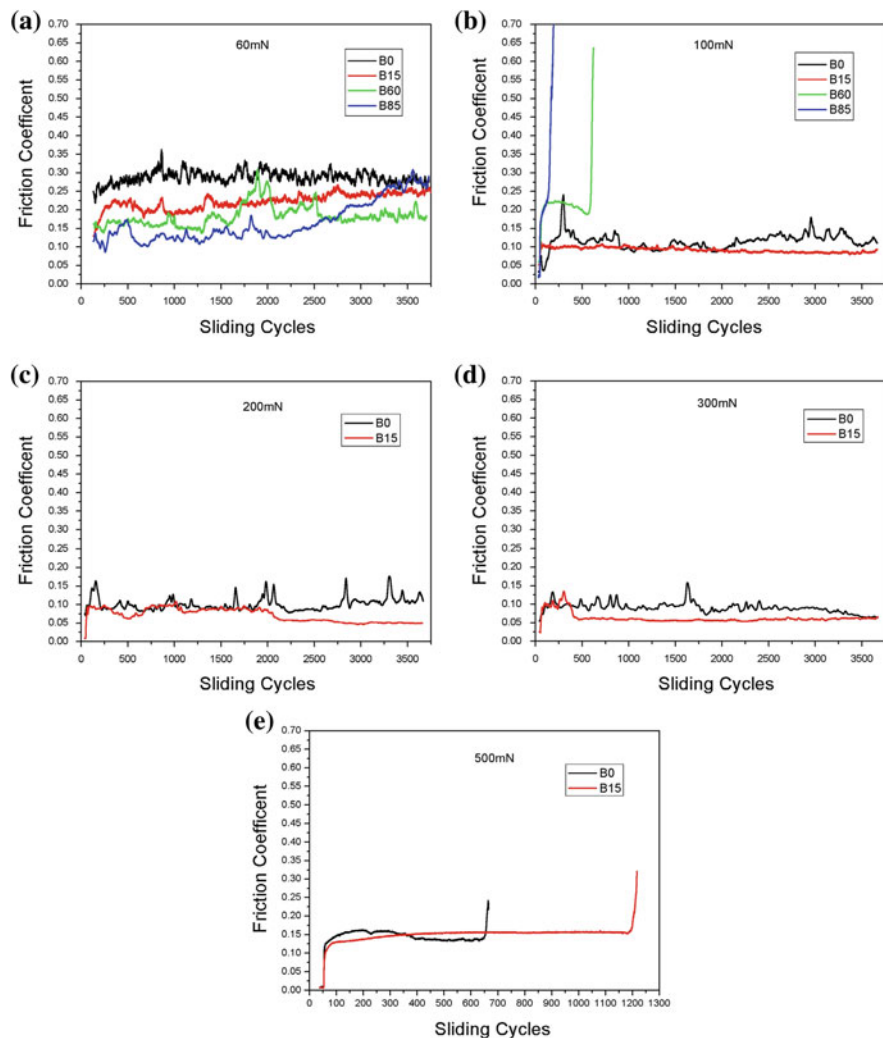 (a)
60mN
B0
B15
B60
B85
Friction Coefficent
0.70
0.65
0.60
0.55
0.50
0.45
0.40
0.35
0.30
0.25
0.20
0.15
0.10
0.05
0.00
0 500 1000 1500 2000 2500 3000 3500
Sliding Cycles
(b)
100mN
B0
B15
B60
B85
Friction Coefficent
0.70
0.65
0.60
0.55
0.50
0.45
0.40
0.35
0.30
0.25
0.20
0.15
0.10
0.05
0.00
0 500 1000 1500 2000 2500 3000 3500
Sliding Cycles
(c)
200mN
B0
B15
Friction Coefficent
0.70
0.65
0.60
0.55
0.50
0.45
0.40
0.35
0.30
0.25
0.20
0.15
0.10
0.05
0.00
0 500 1000 1500 2000 2500 3000 3500
Sliding Cycles
(d)
300mN
B0
B15
Friction Coefficent
0.70
0.65
0.60
0.55
0.50
0.45
0.40
0.35
0.30
0.25
0.20
0.15
0.10
0.05
0.00
0 500 1000 1500 2000 2500 3000 3500
Sliding Cycles
(e)
500mN
B0
B15
Friction Coefficent
0.70
0.65
0.60
0.55
0.50
0.45
0.40
0.35
0.30
0.25
0.20
0.15
0.10
0.05
0.00
0 100 200 300 400 500 600 700 800 900 1000 1100 1200 1300
Sliding Cycles